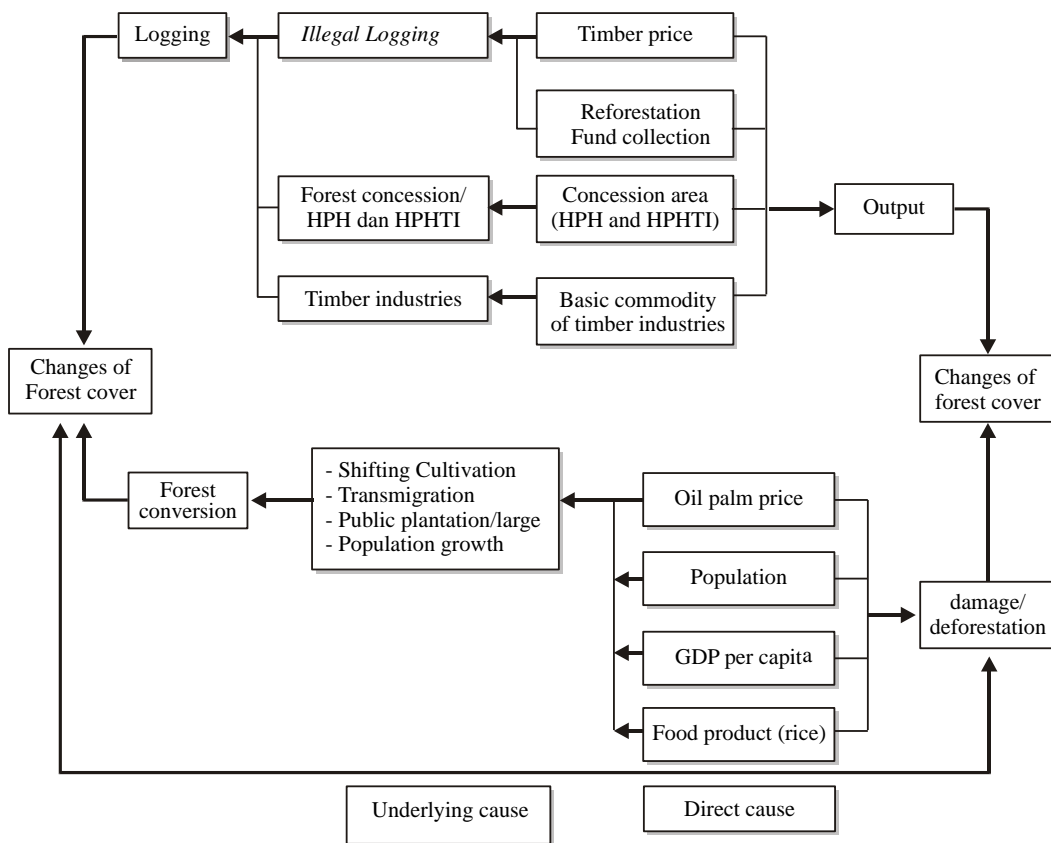 Logging
Illegal Logging
Timber price
Reforestation
Fund collection
Forest concession/
HPH dan HPHTI
Concession area
(HPH and HPHTI)
Output
Timber industries
Basic commodity
of timber industries
Changes of
Forest cover
Changes of
forest cover
Forest
conversion
- Shifting Cultivation
- Transmigration
- Public plantation/large
- Population growth
Oil palm price
Population
GDP per capita
Food product (rice)
damage/
deforestation
Underlying cause
Direct cause